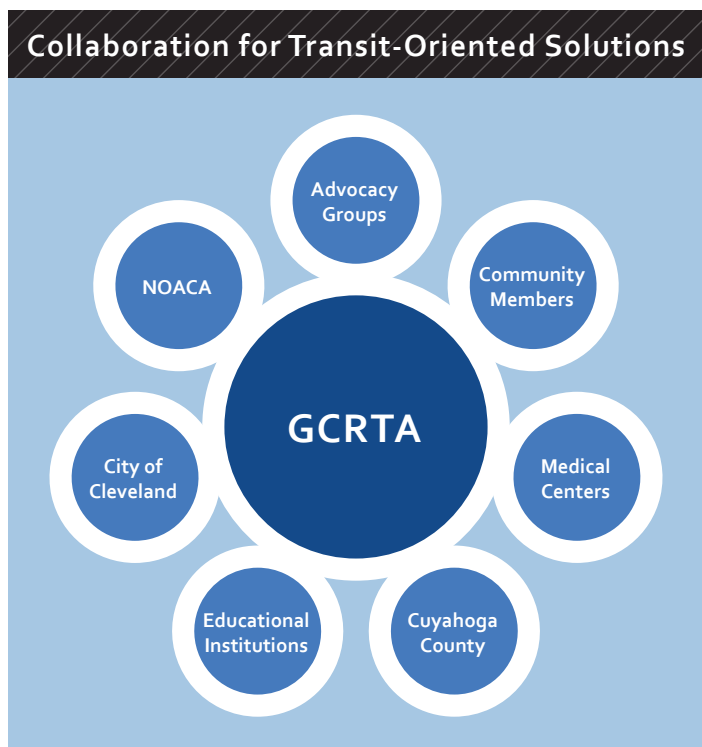 Collaboration for Transit-Oriented Solutions
Advocacy
Groups
NOACA
Community
Members
GCRTA
City of
Cleveland
Medical
Centers
Educational
Institutions
Cuyahoga
County